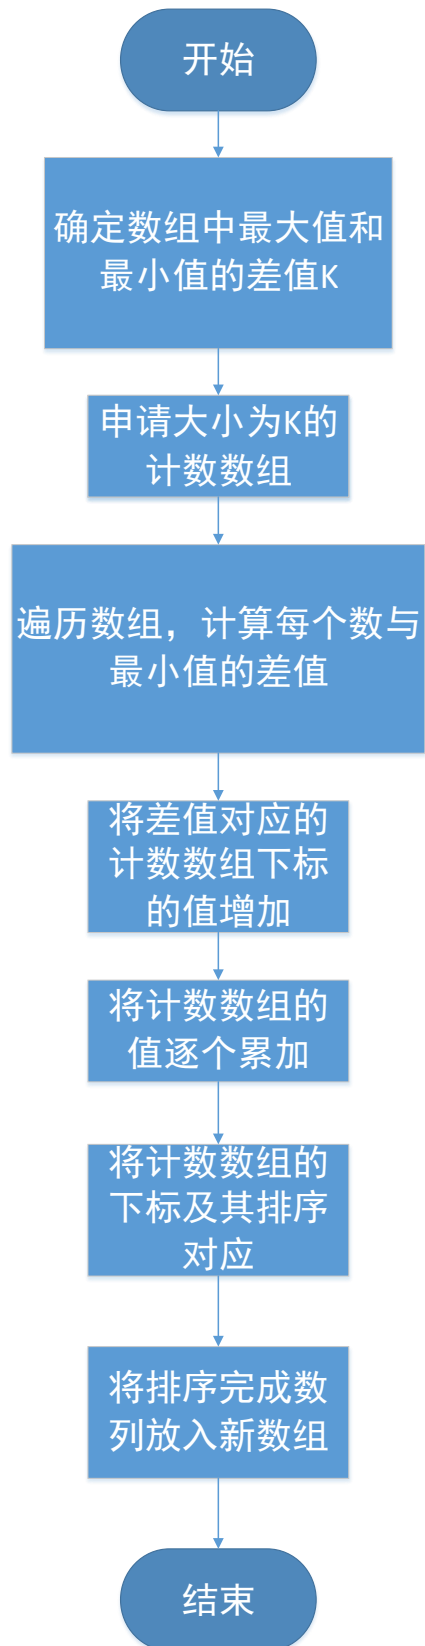 开始
确定数组中最大值和
最小值的差值K
申请大小为K的
计数数组
遍历数组，计算每个数与
最小值的差值
将差值对应的
计数数组下标
的值增加
将计数数组的
值逐个累加
将计数数组的
下标及其排序
对应
将排序完成数
列放入新数组
结束